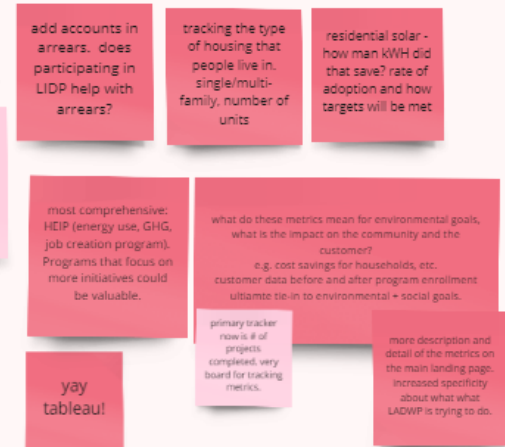 add accounts in
arrears. does
participating in
LIDP help with
arrears?
tracking the type
of housing that
people live in.
single/multi-
family, number of
units
residential solar -
how man kWH did
that save? rate of
adoption and how
targets will be met
most comprehensive:
HEIP (energy use, GHG,
job creation program).
Programs that focus on
more initiatives could
be valuable.
what do these metrics mean for environmental goals,
what is the impact on the community and the
customer?
e.g. cost savings for households, etc.
customer data before and after program enrollment
ultiamte tie-in to environmental + social goals.
primary tracker
now is # of
projects
completed, very
board for tracking
metrics.
more description and
detail of the metrics on
the main landing page.
increased specificity
about what what
LADWP is trying to do.
yay
tableau!